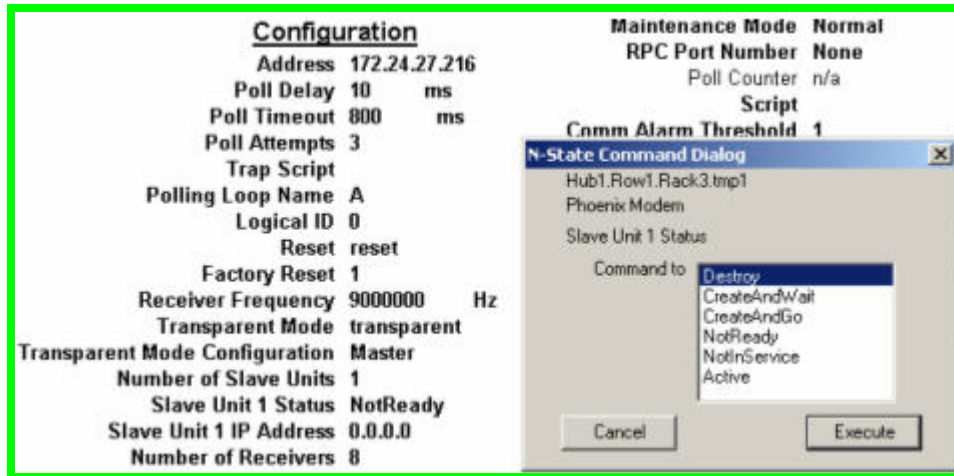 Configuration
Address 172.24.27.216
Poll Delay 10 ms
Poll Timeout 800 ms
Poll Attempts 3
Trap Script
Polling Loop Name A
Logical ID 0
Reset reset
Factory Reset 1
Receiver Frequency 9000000 Hz
Transparent Mode transparent
Transparent Mode Configuration Master
Number of Slave Units 1
Slave Unit 1 Status NotReady
Slave Unit 1 IP Address 0.0.0.0
Number of Receivers 8
Maintenance Mode Normal
RPC Port Number None
Poll Counter n/a
Script
Comm Alarm Threshold 1
N-State Command Dialog
Hub1.Row1.Rack3.tmp1
Phoenix Modem
Slave Unit 1 Status
Command to
Destroy
CreateAndWait
CreateAndGo
NotReady
NotInService
Active
Cancel
Execute